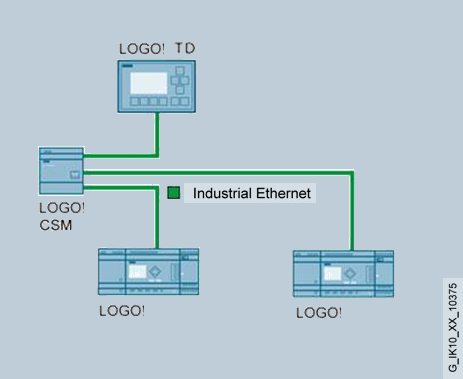 LOGO! TD
LOGO!
CSM
Industrial Ethernet
LOGO!
LOGO!
G_IK10_XX_10375